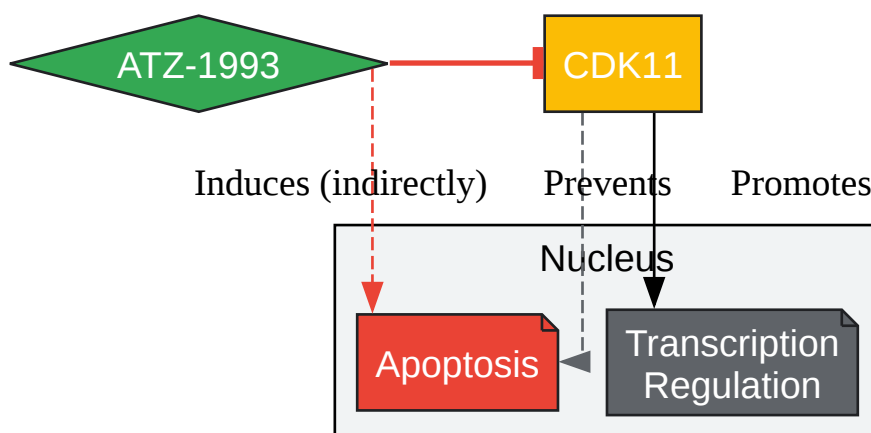 ATZ-1993
CDK11
Induces (indirectly)
Prevents
Promotes
Nucleus
Apoptosis
Transcription
Regulation